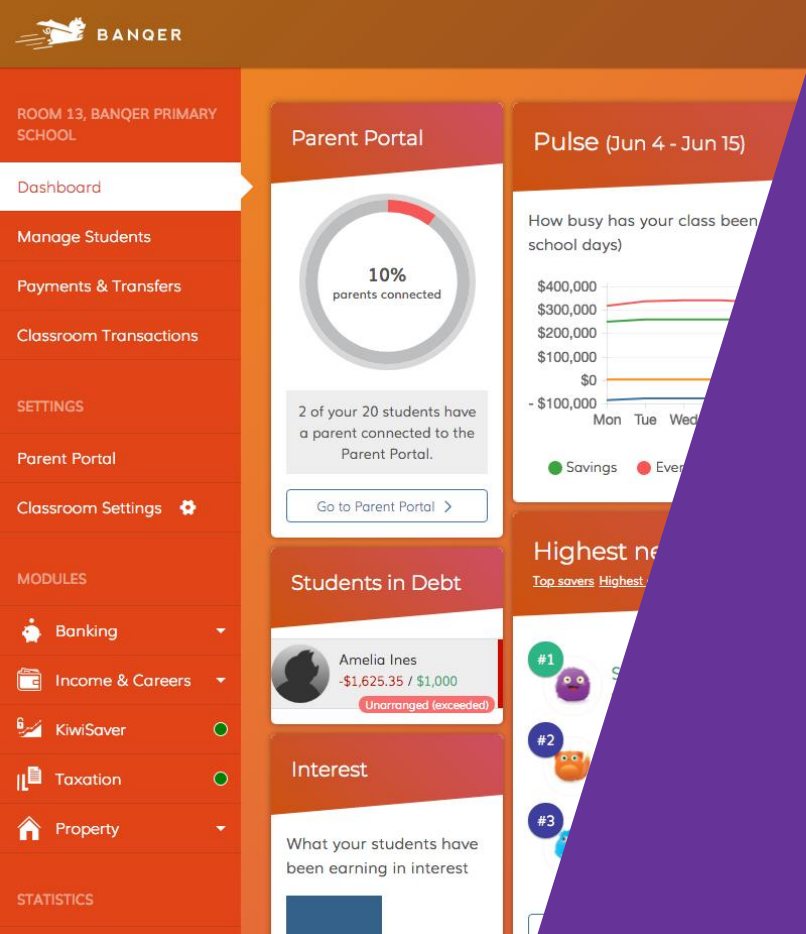 BANQER
ROOM 13, BANQER PRIMARY
SCHOOL
Dashboard
Manage Students
Payments & Transfers
Classroom Transactions
SETTINGS
Parent Portal
Classroom Settings
MODULES
Banking
Income & Careers
KiwiSaver
Taxation
Property
STATISTICS
Parent Portal
10%
parents connected
2 of your 20 students have
a parent connected to the
Parent Portal.
Go to Parent Portal
Students in Debt
Amelia Ines
-$1,625.35 / $1,000
Unarranged (exceeded)
Interest
What your students have
been earning in interest
Pulse (Jun 4 - Jun 15)
How busy has your class been
school days)
$400,000
$300,000
$200,000
$100,000
$0
- $100,000
Mon Tue Wed
Savings
Highest
Top savers Highest
#1
#2
#3